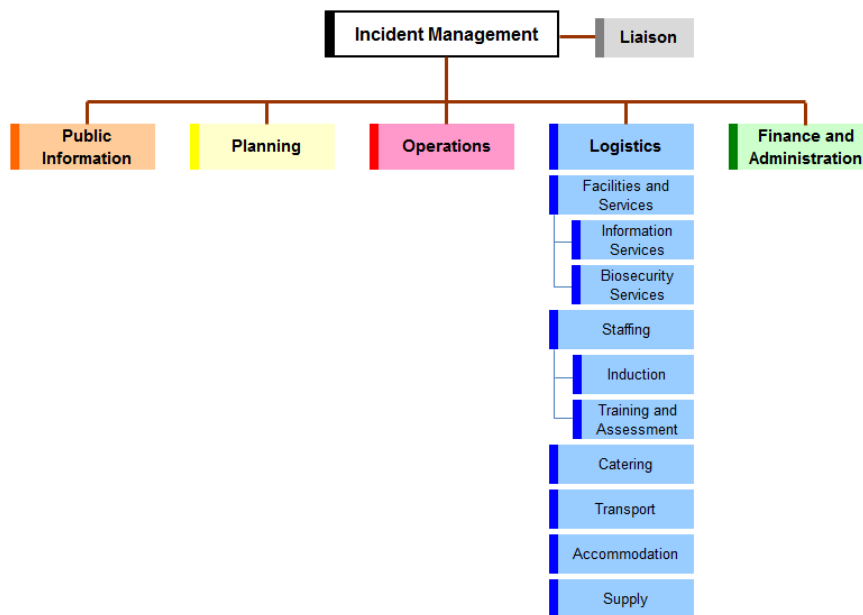 Incident Management
Liaison
Public
Information
Planning
Operations
Logistics
Finance and
Administration
Facilities and
Services
Information
Services
Biosecurity
Services
Staffing
Induction
Training and
Assessment
Catering
Transport
Accommodation
Supply